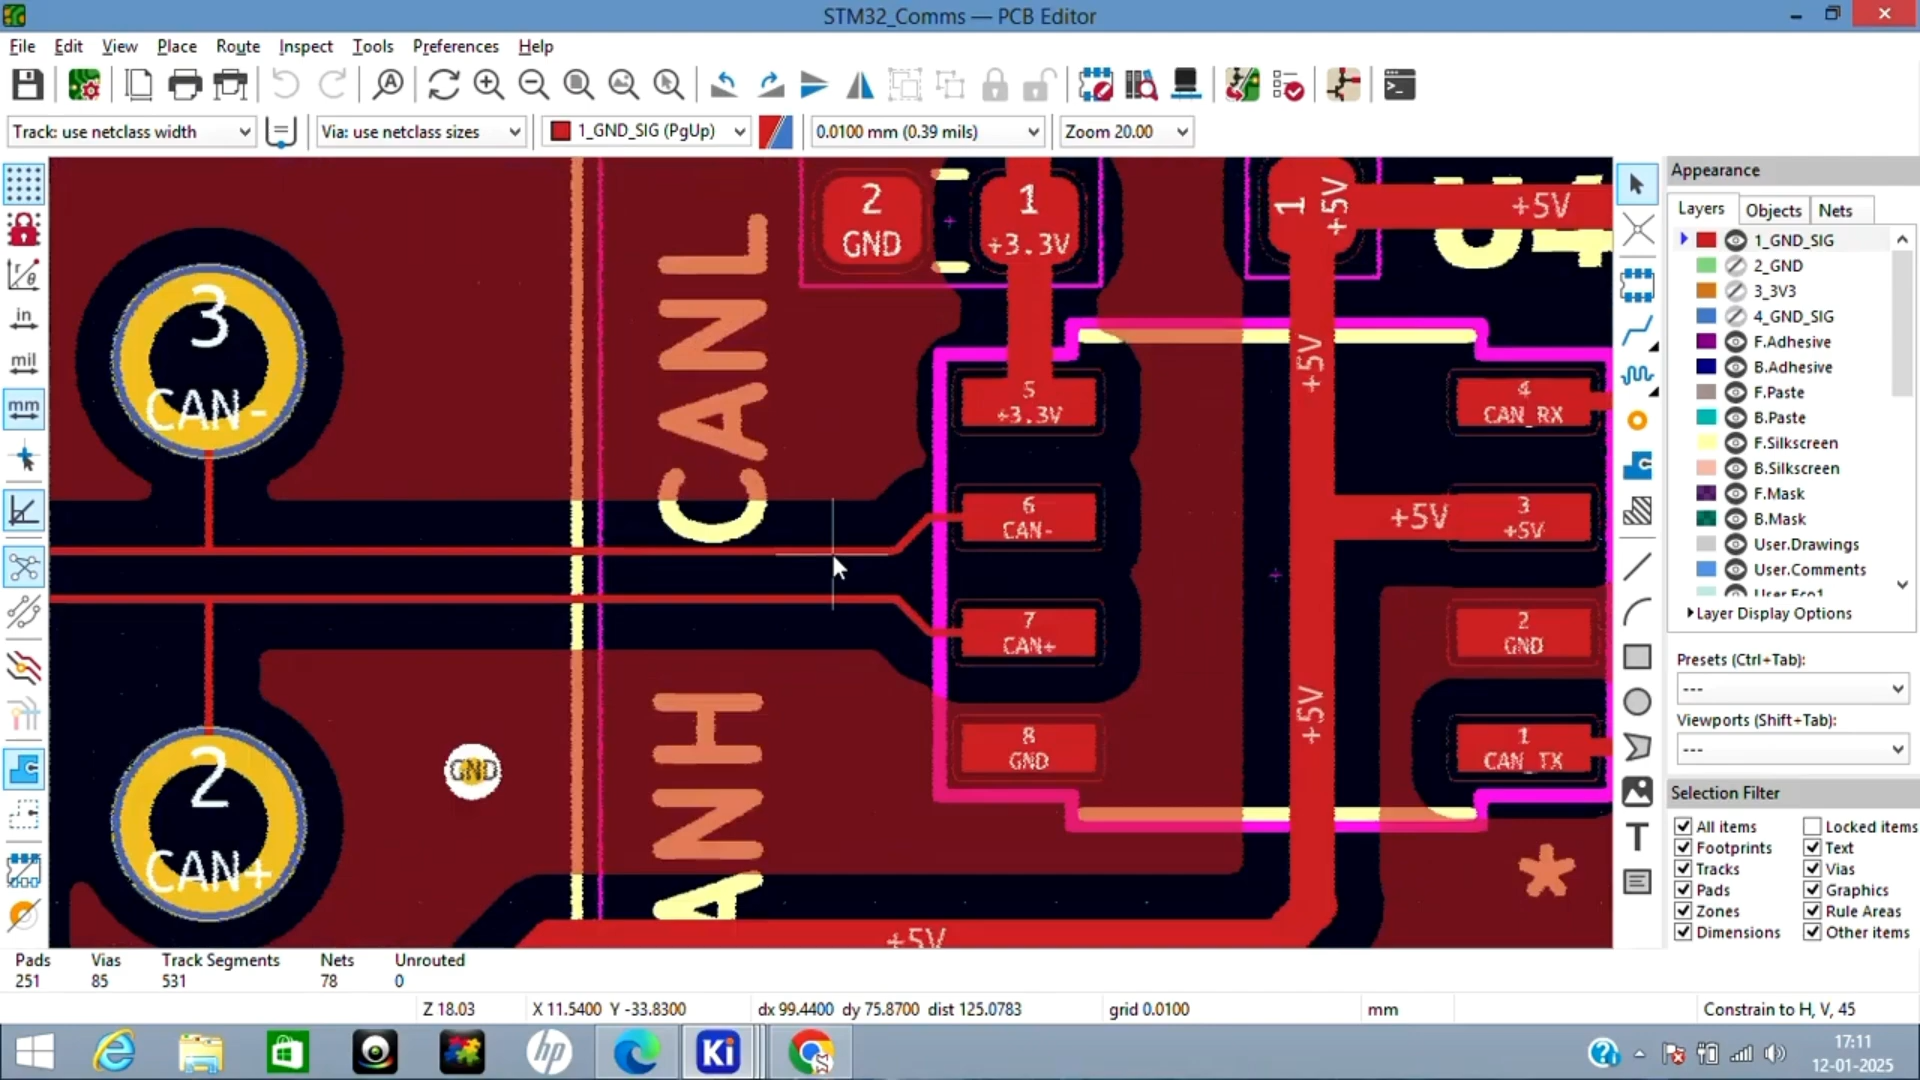 STM32_Comms — PCB Editor
File Edit View Place Route Inspect Tools Preferences Help
Track: use netclass width
Via: use netclass sizes
1_GND_SIG (PgUp)
0.0100 mm (0.39 mils)
Zoom 20.00
in
mil
mm
3
CAN-
2
CAN+
GND
CANL
ANH
2
GND
1
+3.3V
1
+5V
+5V
U4
5
+3.3V
6
CAN-
7
CAN+
8
GND
+5V
+5V
+5V
+5V
4
CAN_RX
3
+5V
2
GND
1
CAN_TX
*
Appearance
Layers Objects Nets
1_GND_SIG
2_GND
3_3V3
4_GND_SIG
F.Adhesive
B.Adhesive
F.Paste
B.Paste
F.Silkscreen
B.Silkscreen
F.Mask
B.Mask
User.Drawings
User.Comments
User.Eco1
Layer Display Options
Presets (Ctrl+Tab):
---
Viewports (Shift+Tab):
---
Selection Filter
All items Locked items
Footprints Text
Tracks Vias
Pads Graphics
Zones Rule Areas
Dimensions Other items
Pads Vias Track Segments Nets Unrouted
251 85 531 78 0
Z 18.03 X 11.5400 Y -33.8300 dx 99.4400 dy 75.8700 dist 125.0783 grid 0.0100 mm Constrain to H, V, 45
hp
Ki
17:11
12-01-2025